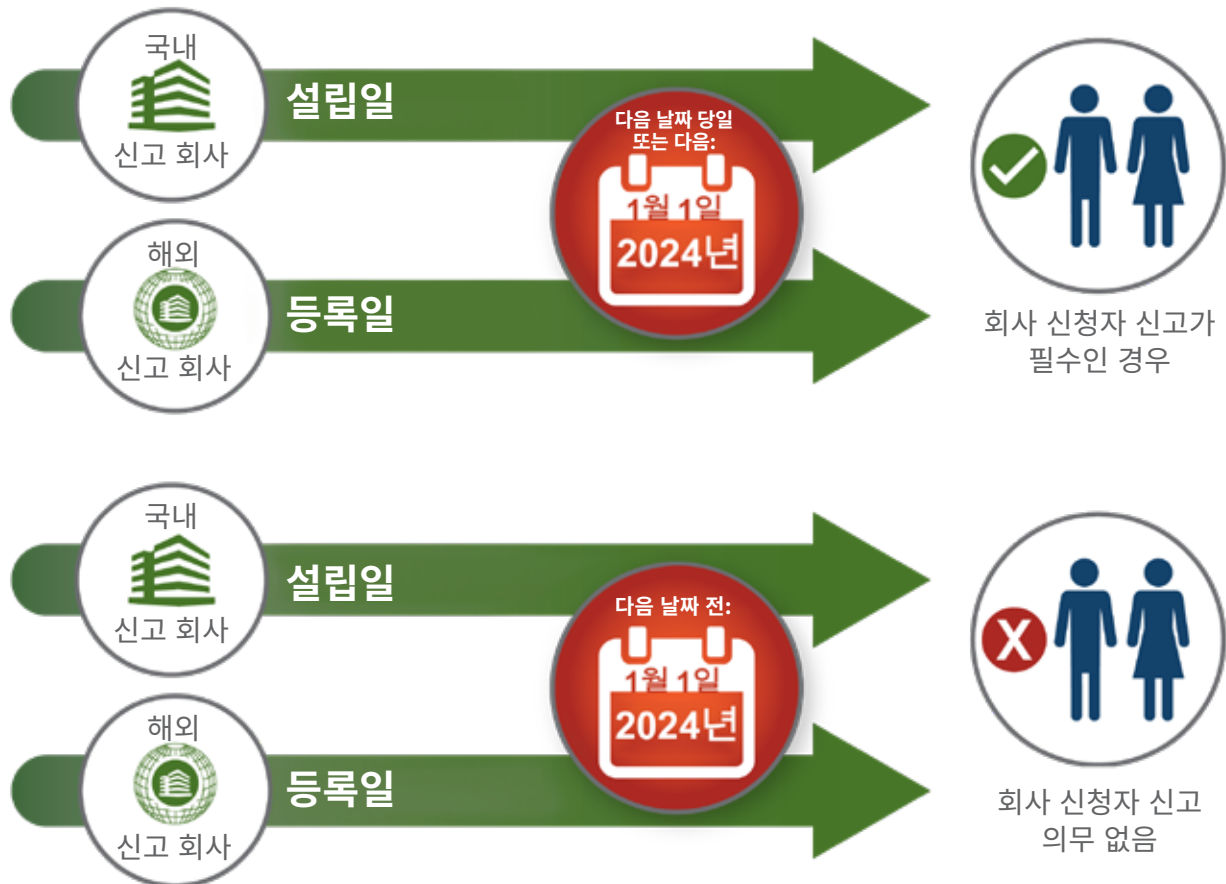 국내
신고 회사
설립일
다음 날짜 당일
또는 다음:
1월 1일
2024년
해외
신고 회사
등록일
회사 신청자 신고가
필수인 경우
국내
신고 회사
설립일
다음 날짜 전:
1월 1일
2024년
X
해외
신고 회사
등록일
회사 신청자 신고
의무 없음